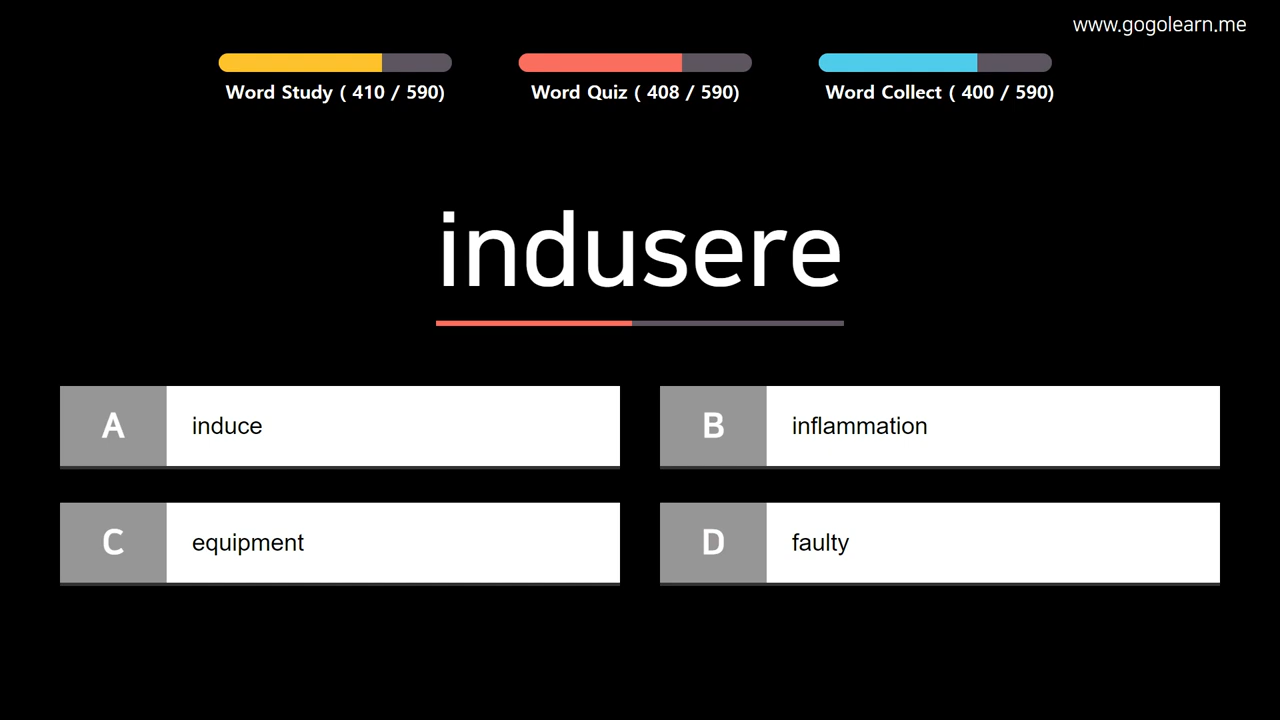 www.gogolearn.me
Word Study ( 410 / 590)
Word Quiz ( 408 / 590)
Word Collect ( 400 / 590)
indusere
A
induce
B
inflammation
C
equipment
D
faulty